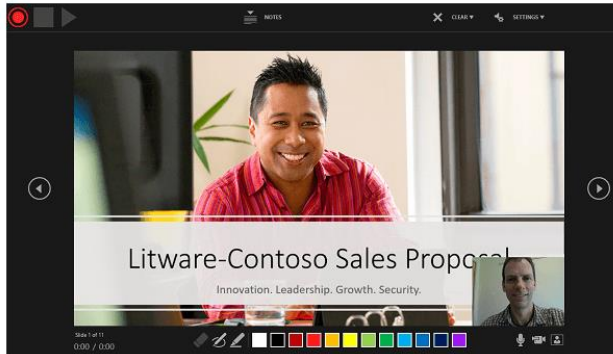 NOTES
CLEAR
SETTINGS
Litware-Contoso Sales Proposal
Innovation. Leadership. Growth. Security.
Slide 1 of 11
0:00 / 0:00